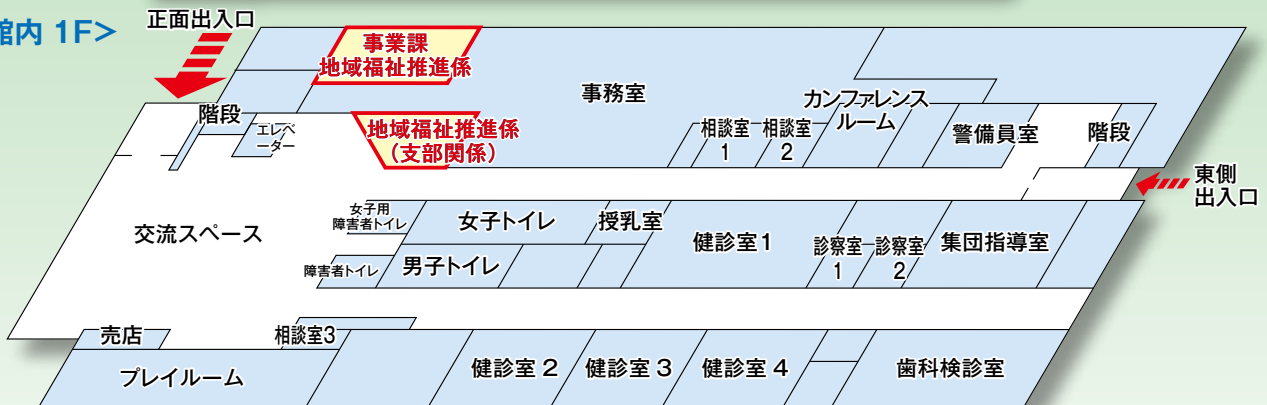 館内 1F>
正面出入口
事業課
地域福祉推進係
事務室
階段
エレベ
ーター
地域福祉推進係
(支部関係)
相談室
1
相談室
2
カンファレンス
ルーム
警備員室
階段
東側
出入口
交流スペース
女子用
障害者トイレ
女子トイレ
授乳室
健診室1
診察室
1
診察室
2
集団指導室
障害者トイレ
男子トイレ
売店
相談室3
プレイルーム
健診室 2
健診室 3
健診室 4
歯科検診室